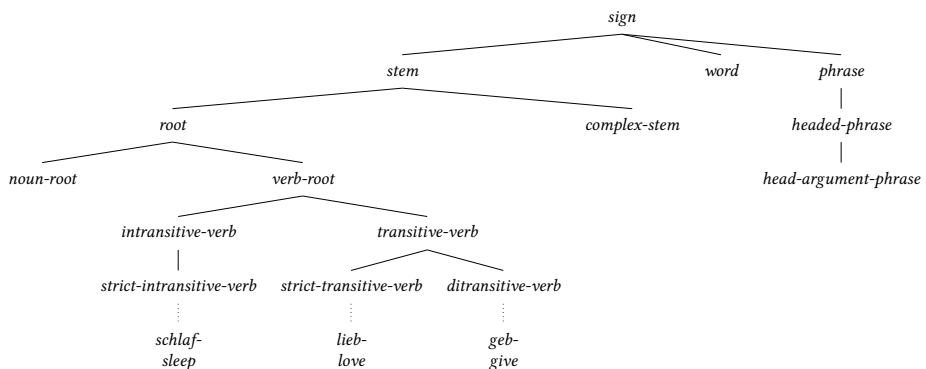 sign
stem word phrase
root complex-stem headed-phrase
noun-root verb-root head-argument-phrase
intransitive-verb transitive-verb
strict-intransitive-verb strict-transitive-verb ditransitive-verb
schlaf- lieb- geb-
sleep love give